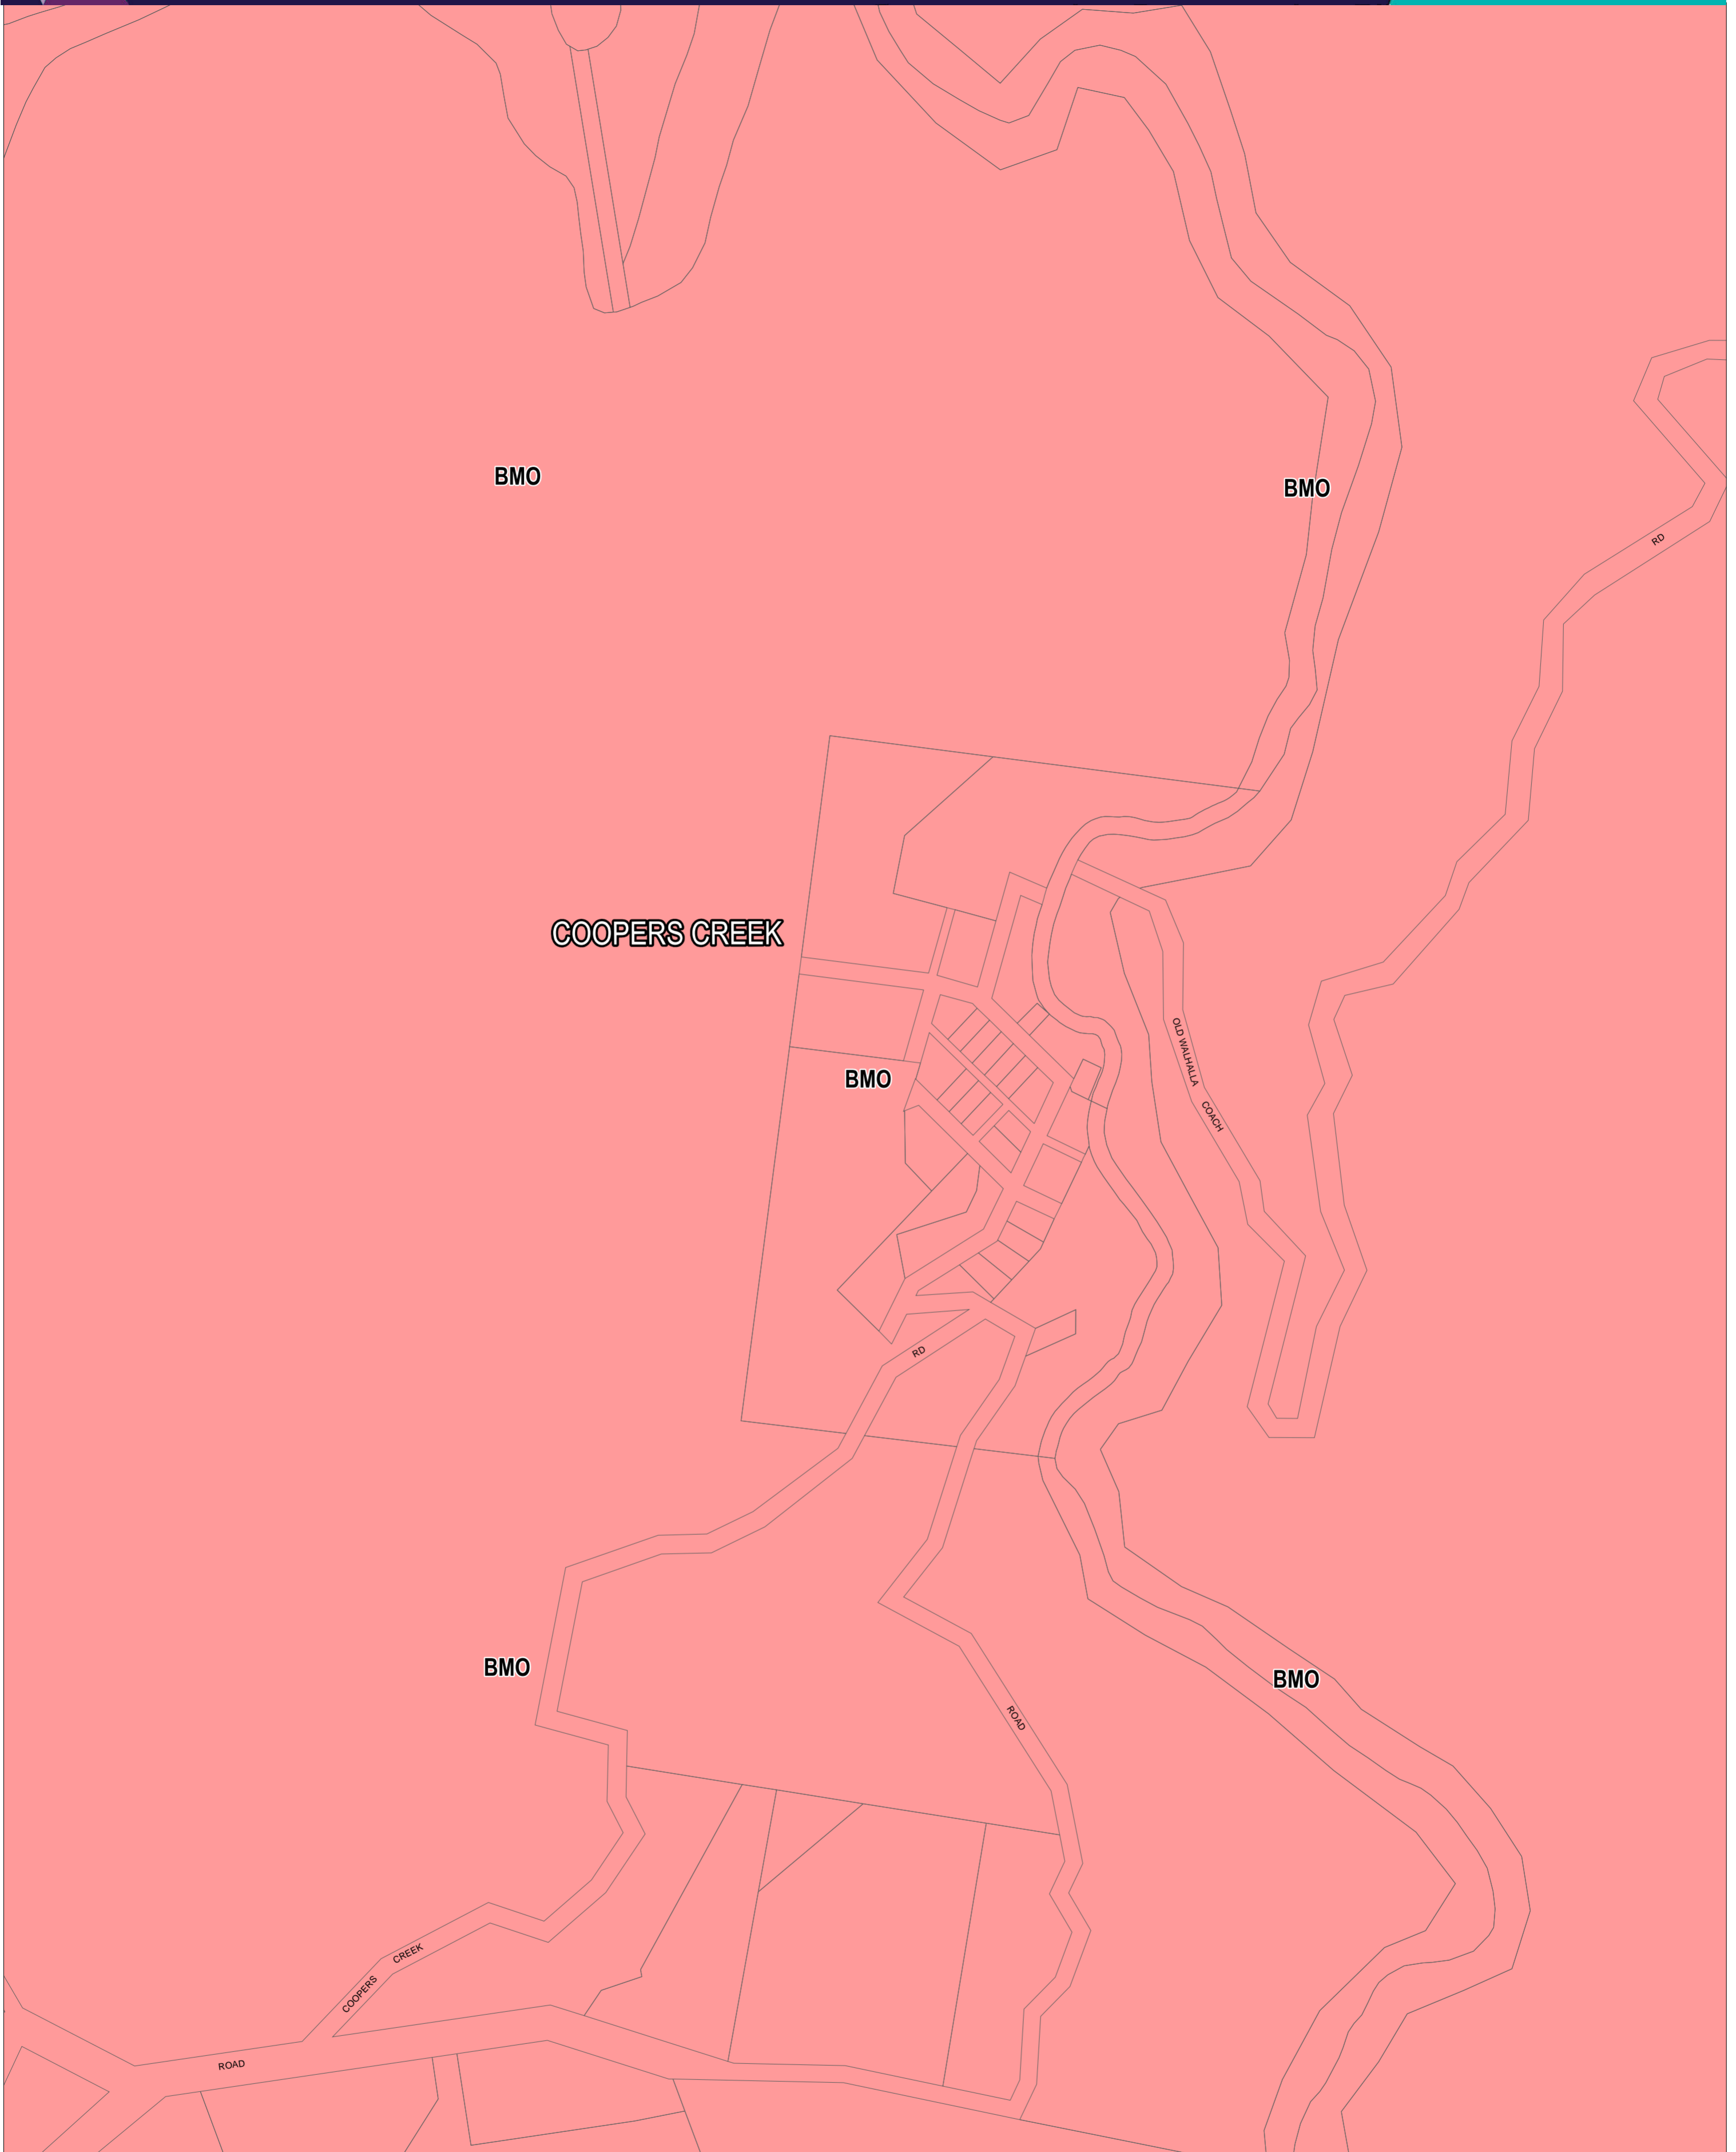 BMO
BMO
RD
COOPERS CREEK
OLD WALHALLA
COACH
BMO
RD
BMO
BMO
ROAD
CREEK
COOPERS
ROAD